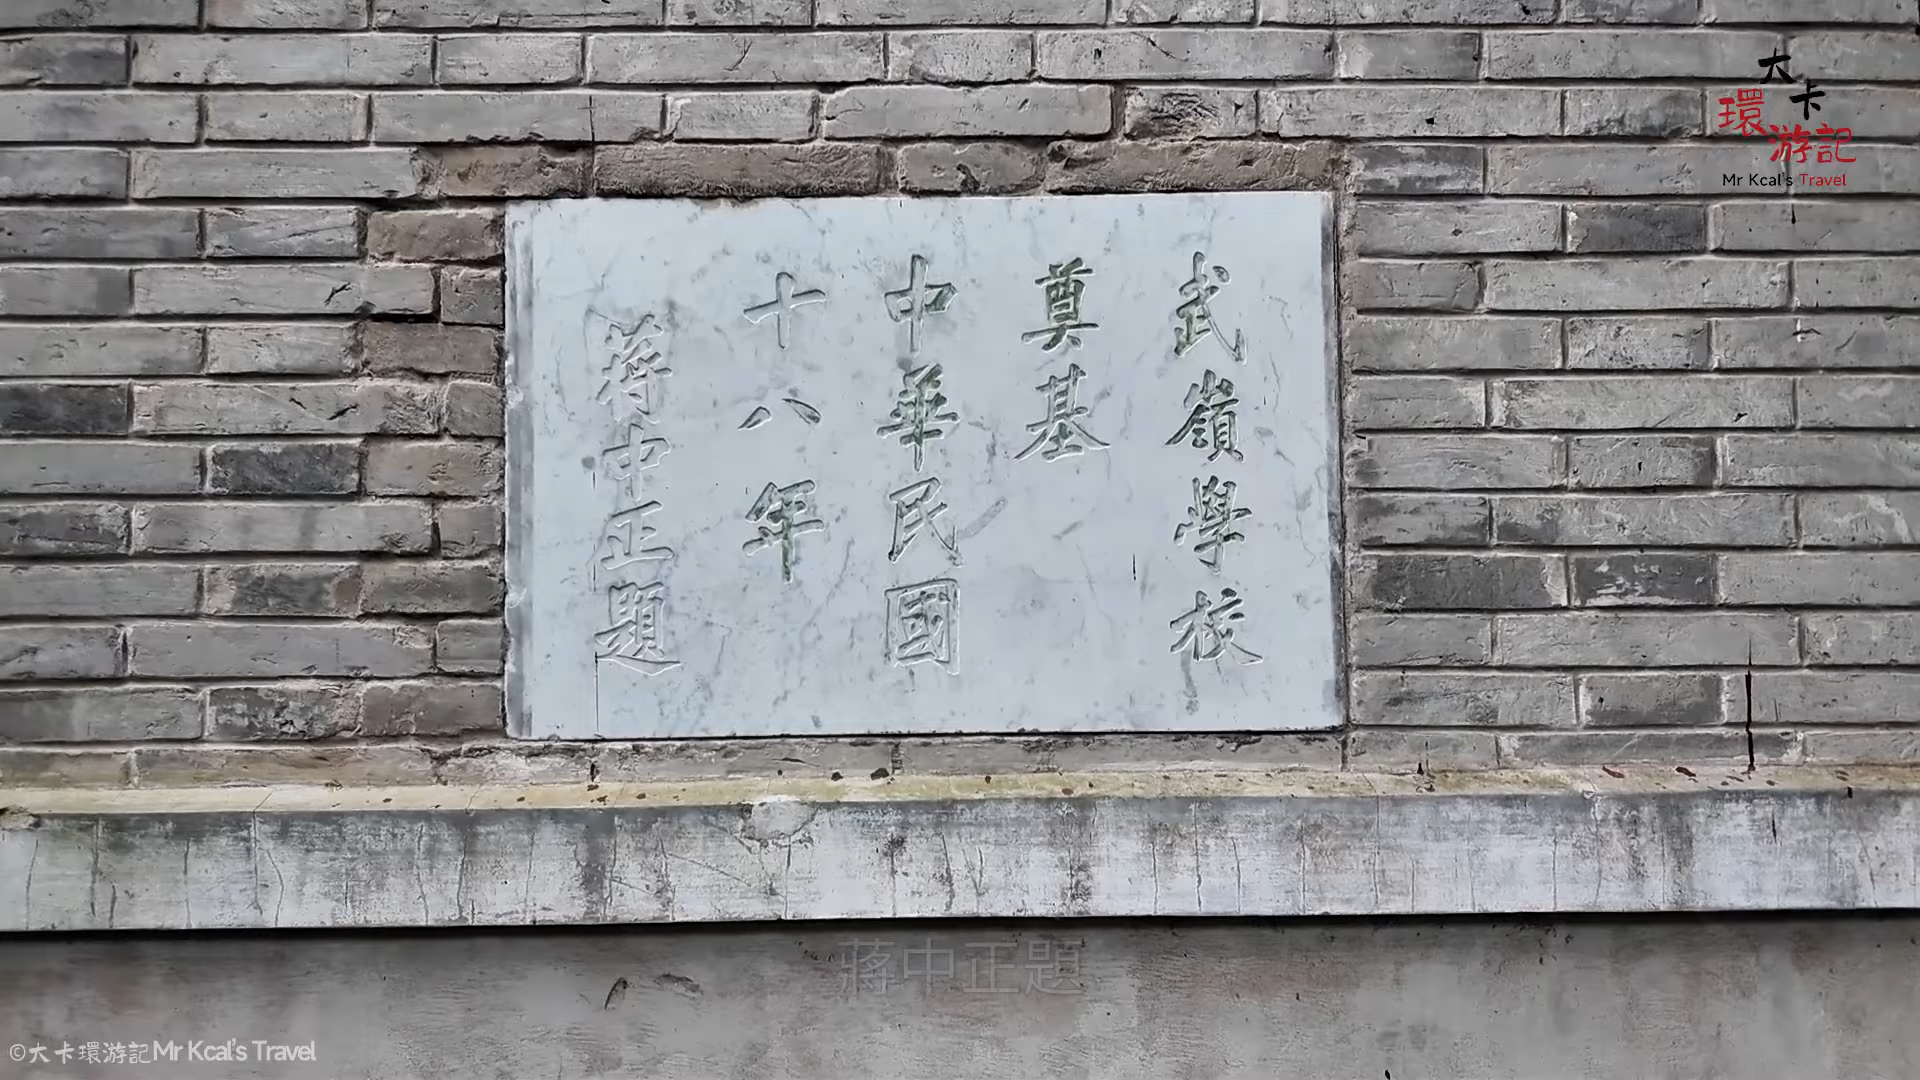 武嶺學校
奠基
中華民國
十八年
蔣中正題
大卡
環游記
Mr Kcal's Travel
蔣中正題
©大卡環游記Mr Kcal's Travel